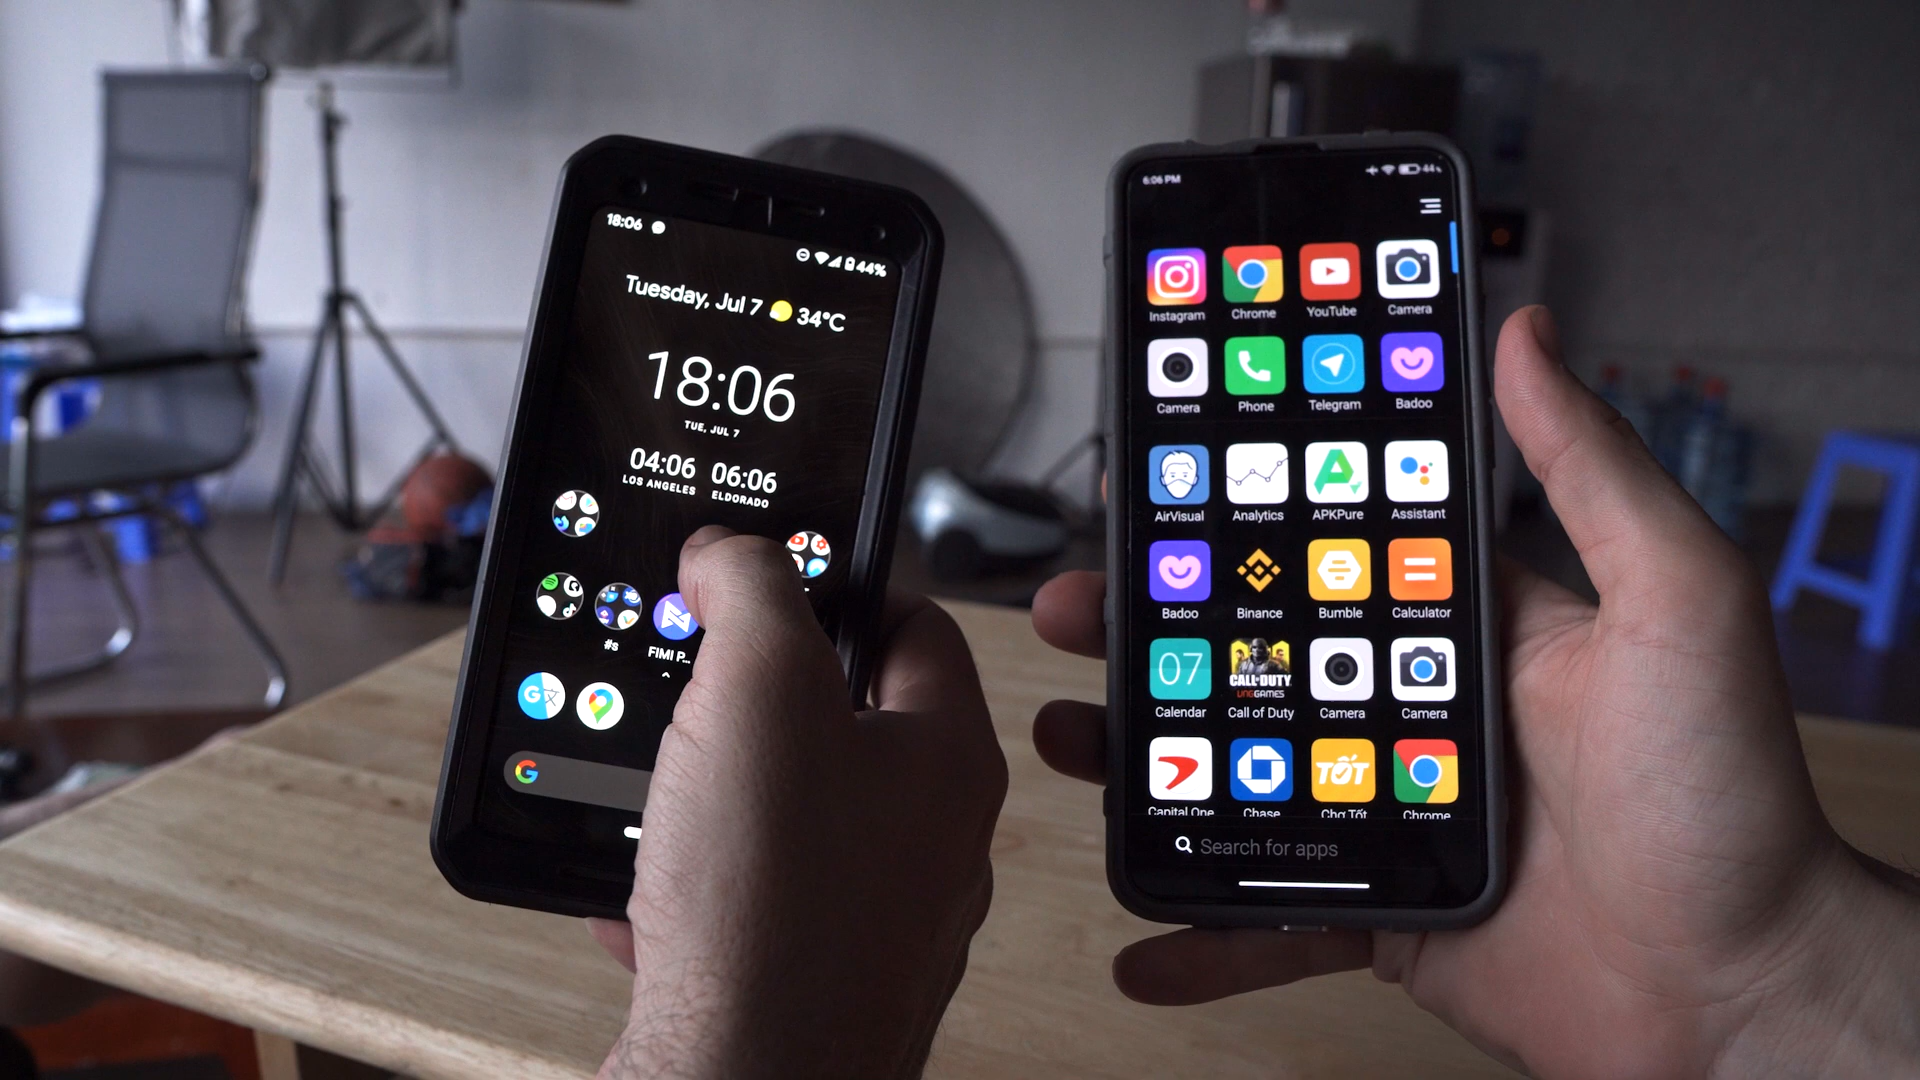 18:06
44%
Tuesday, Jul 7 34°C
18:06
TUE, JUL 7
04:06 06:06
LOS ANGELES ELDORADO
#s
FIMI P...
G
G
6:06 PM
44%
Instagram Chrome YouTube Camera
Camera Phone Telegram Badoo
AirVisual Analytics APKPure Assistant
Badoo Binance Bumble Calculator
07
CALL OF DUTY
VNGGAMES
Calendar Call of Duty Camera Camera
TỐT
Capital One Chase Chợ Tốt Chrome
Search for apps